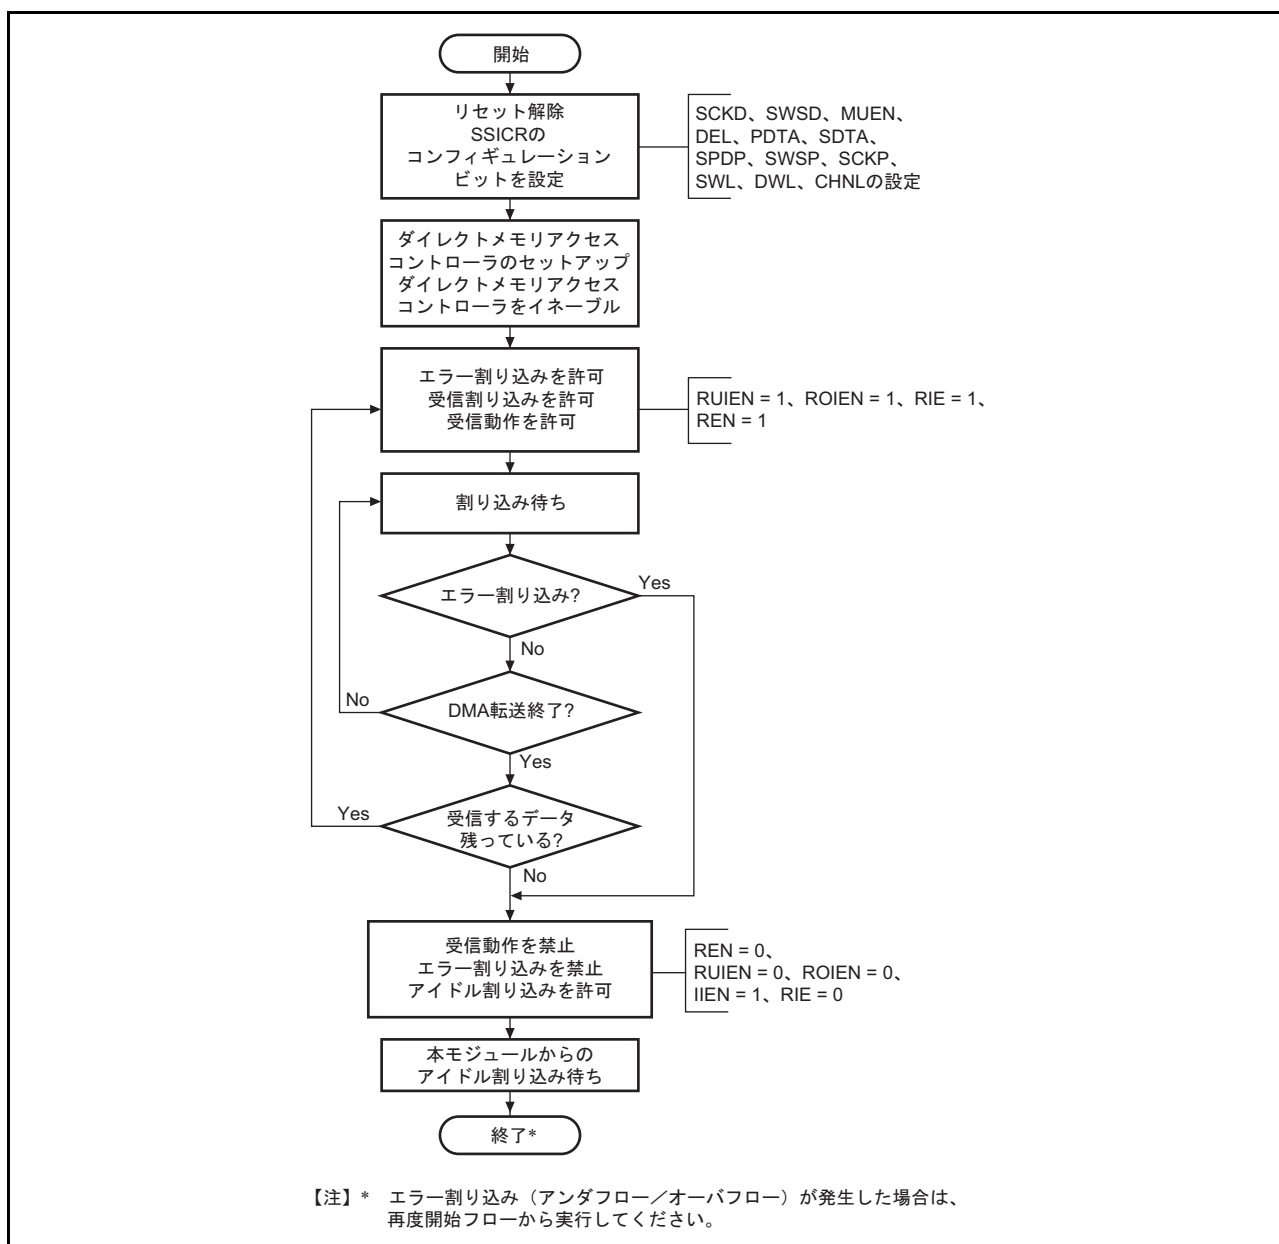 開始
リセット解除
SSICRの
コンフィギュレーション
ビットを設定
SCKD、SWSD、MUEN、
DEL、PDTA、SDTA、
SPDP、SWSP、SCKP、
SWL、DWL、CHNLの設定
ダイレクトメモリアクセス
コントローラのセットアップ
ダイレクトメモリアクセス
コントローラをイネーブル
エラー割り込みを許可
受信割り込みを許可
受信動作を許可
RUIEN = 1、ROIEN = 1、RIE = 1、
REN = 1
割り込み待ち
エラー割り込み?
Yes
No
DMA転送終了?
No
Yes
受信するデータ
残っている?
Yes
No
受信動作を禁止
エラー割り込みを禁止
アイドル割り込みを許可
REN = 0、
RUIEN = 0、ROIEN = 0、
IIEN = 1、RIE = 0
本モジュールからの
アイドル割り込み待ち
終了*
【注】* エラー割り込み（アンダフロー／オーバフロー）が発生した場合は、
再度開始フローから実行してください。